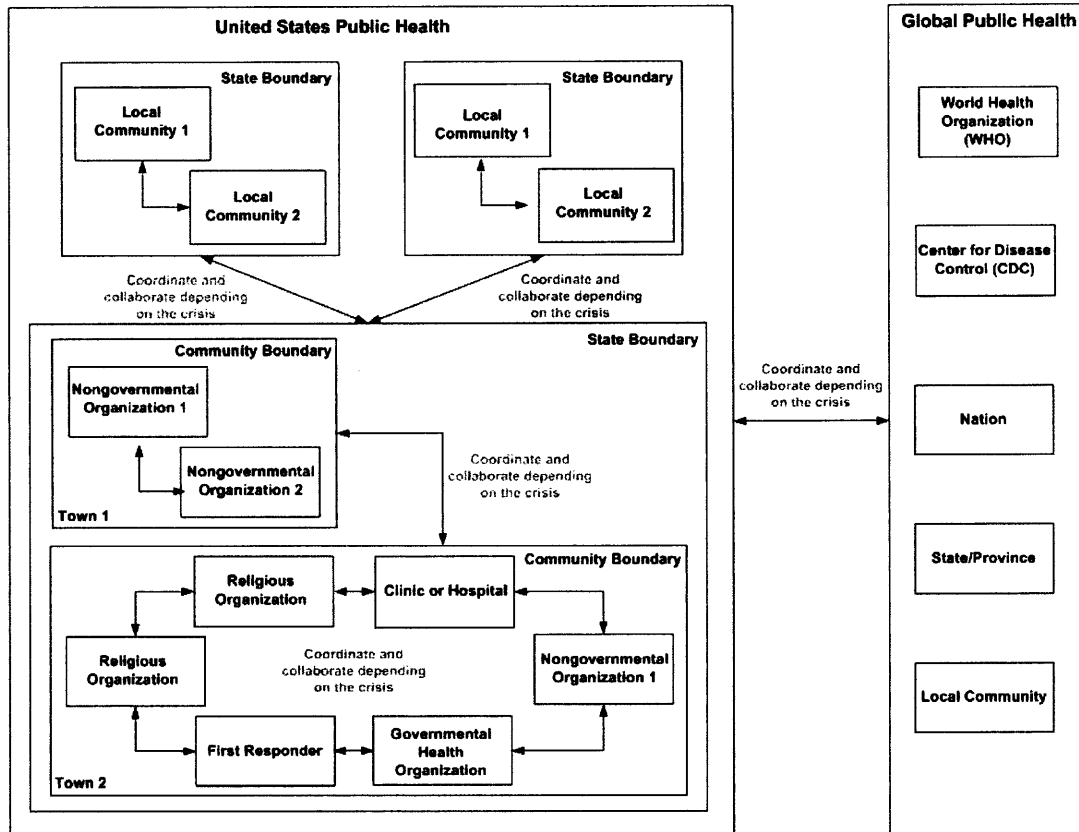 United States Public Health
State Boundary
Local
Community 1
Local
Community 2
State Boundary
Local
Community 1
Local
Community 2
Coordinate and
collaborate depending
on the crisis
Coordinate and
collaborate depending
on the crisis
State Boundary
Community Boundary
Nongovernmental
Organization 1
Nongovernmental
Organization 2
Town 1
Coordinate and
collaborate depending
on the crisis
Community Boundary
Religious
Organization
Clinic or Hospital
Religious
Organization
Coordinate and
collaborate depending
on the crisis
Nongovernmental
Organization 1
First Responder
Governmental
Health
Organization
Town 2
Coordinate and
collaborate depending
on the crisis
Global Public Health
World Health
Organization
(WHO)
Center for Disease
Control (CDC)
Nation
State/Province
Local Community